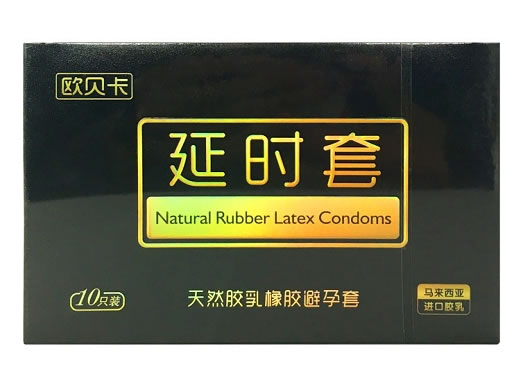 欧贝卡
延时套
Natural Rubber Latex Condoms
10只装
天然胶乳橡胶避孕套
马来西亚
进口胶乳